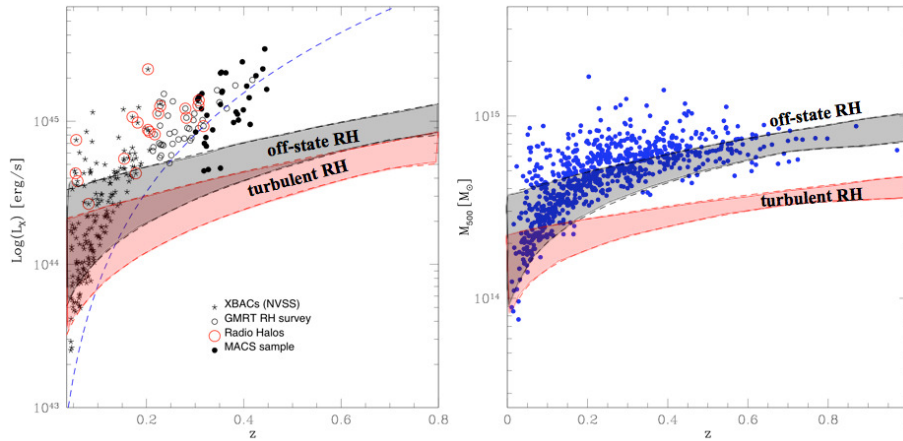 off-state RH
turbulent RH
Log(L_X) [erg/s]
10^45
10^44
10^43
XBACs (NVSS)
GMRT RH survey
Radio Halos
MACS sample
0.2
0.4
0.6
0.8
z
off-state RH
turbulent RH
M_500 [M_⊙]
10^15
10^14
0
0.2
0.4
0.6
0.8
z